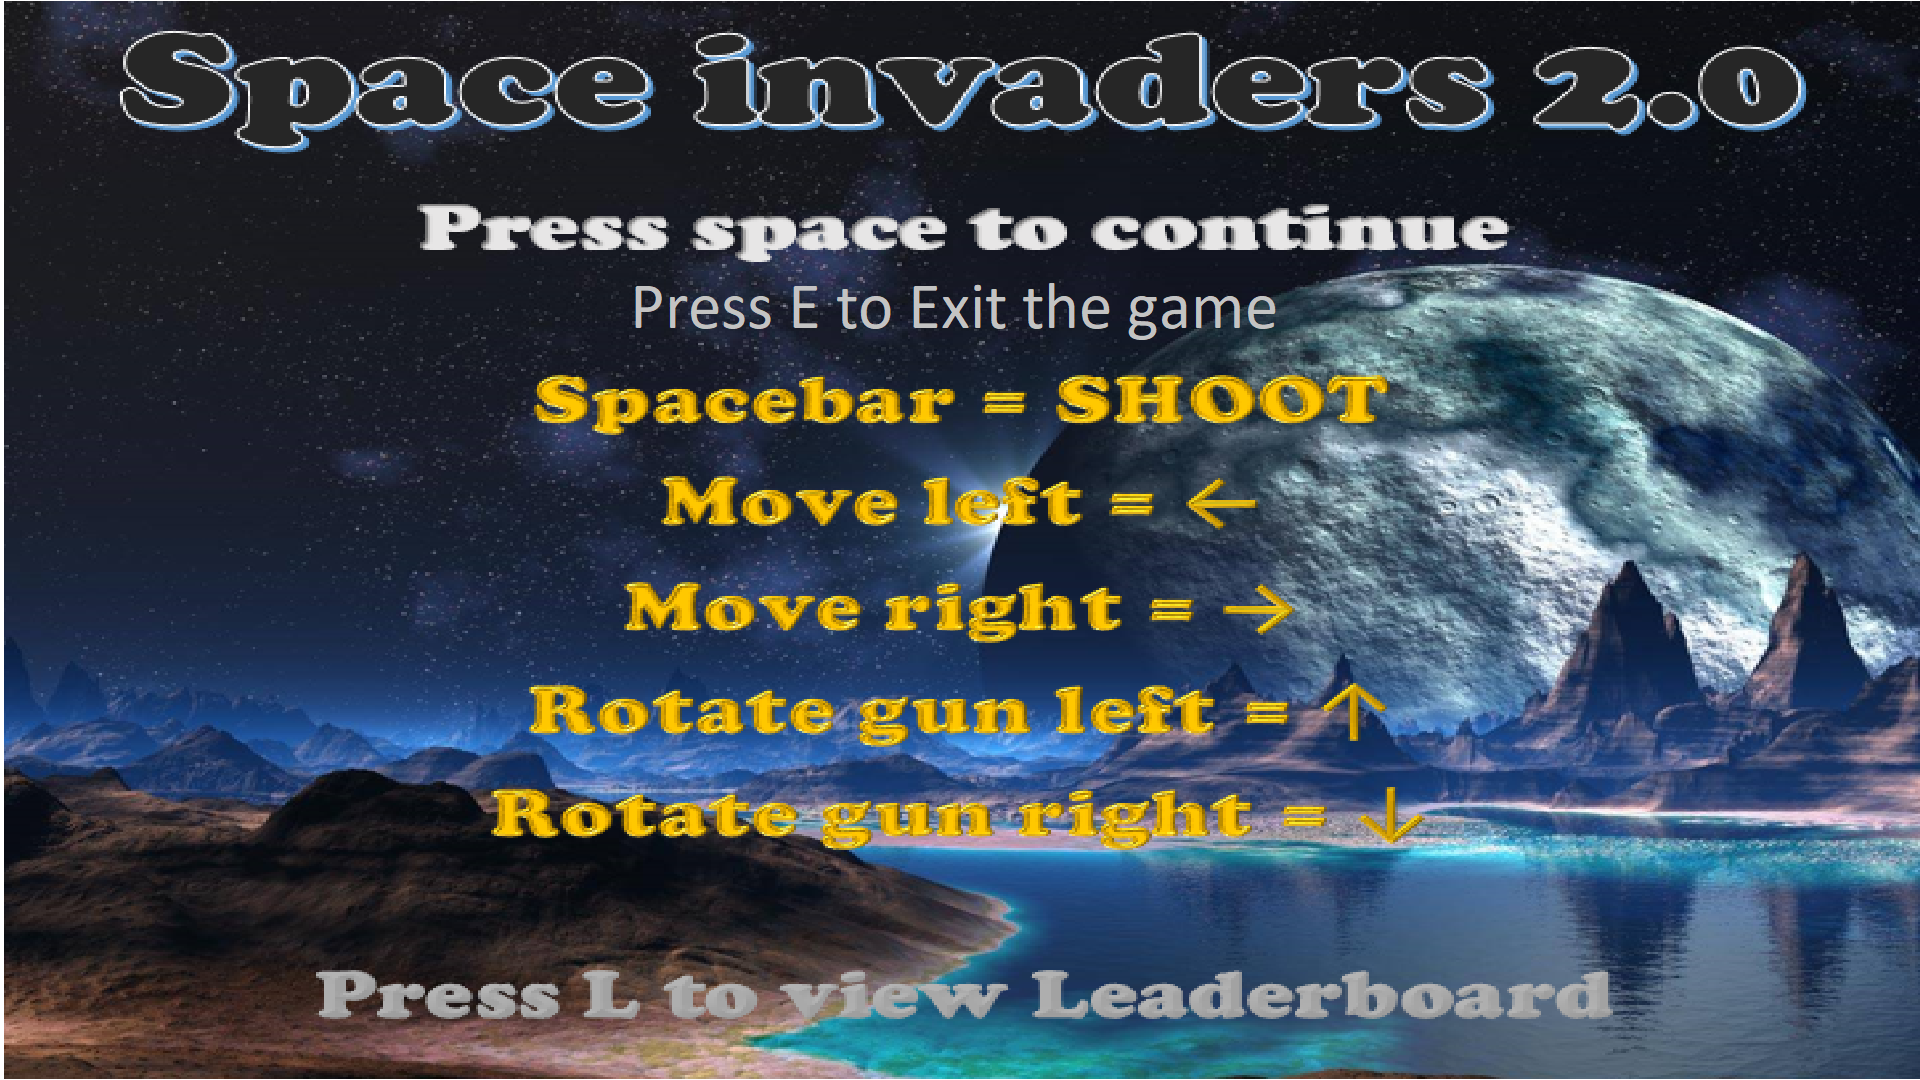 Space invaders 2.0
Press space to continue
Press E to Exit the game
Spacebar = SHOOT
Move left = ←
Move right = →
Rotate gun left = ↑
Rotate gun right = ↓
Press L to view Leaderboard